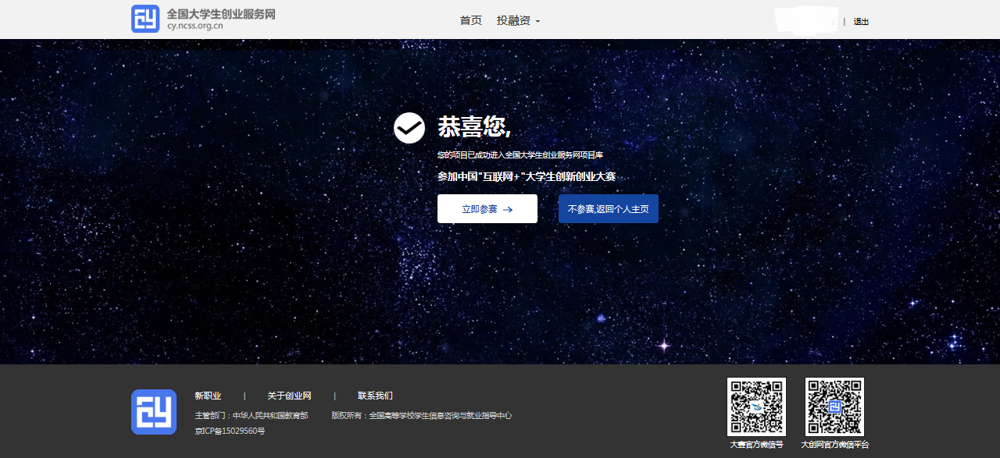 全国大学生创业服务网
cy.ncss.org.cn
首页 投融资
| 退出
恭喜您,
您的项目已成功进入全国大学生创业服务网项目库
参加中国"互联网+"大学生创新创业大赛
立即参赛 →
不参赛,返回个人主页
新职业 | 关于创业网 | 联系我们
主管部门：中华人民共和国教育部 版权所有：全国高等学校学生信息咨询与就业指导中心
京ICP备15029560号
大赛官方微信号
大创网官方微信平台